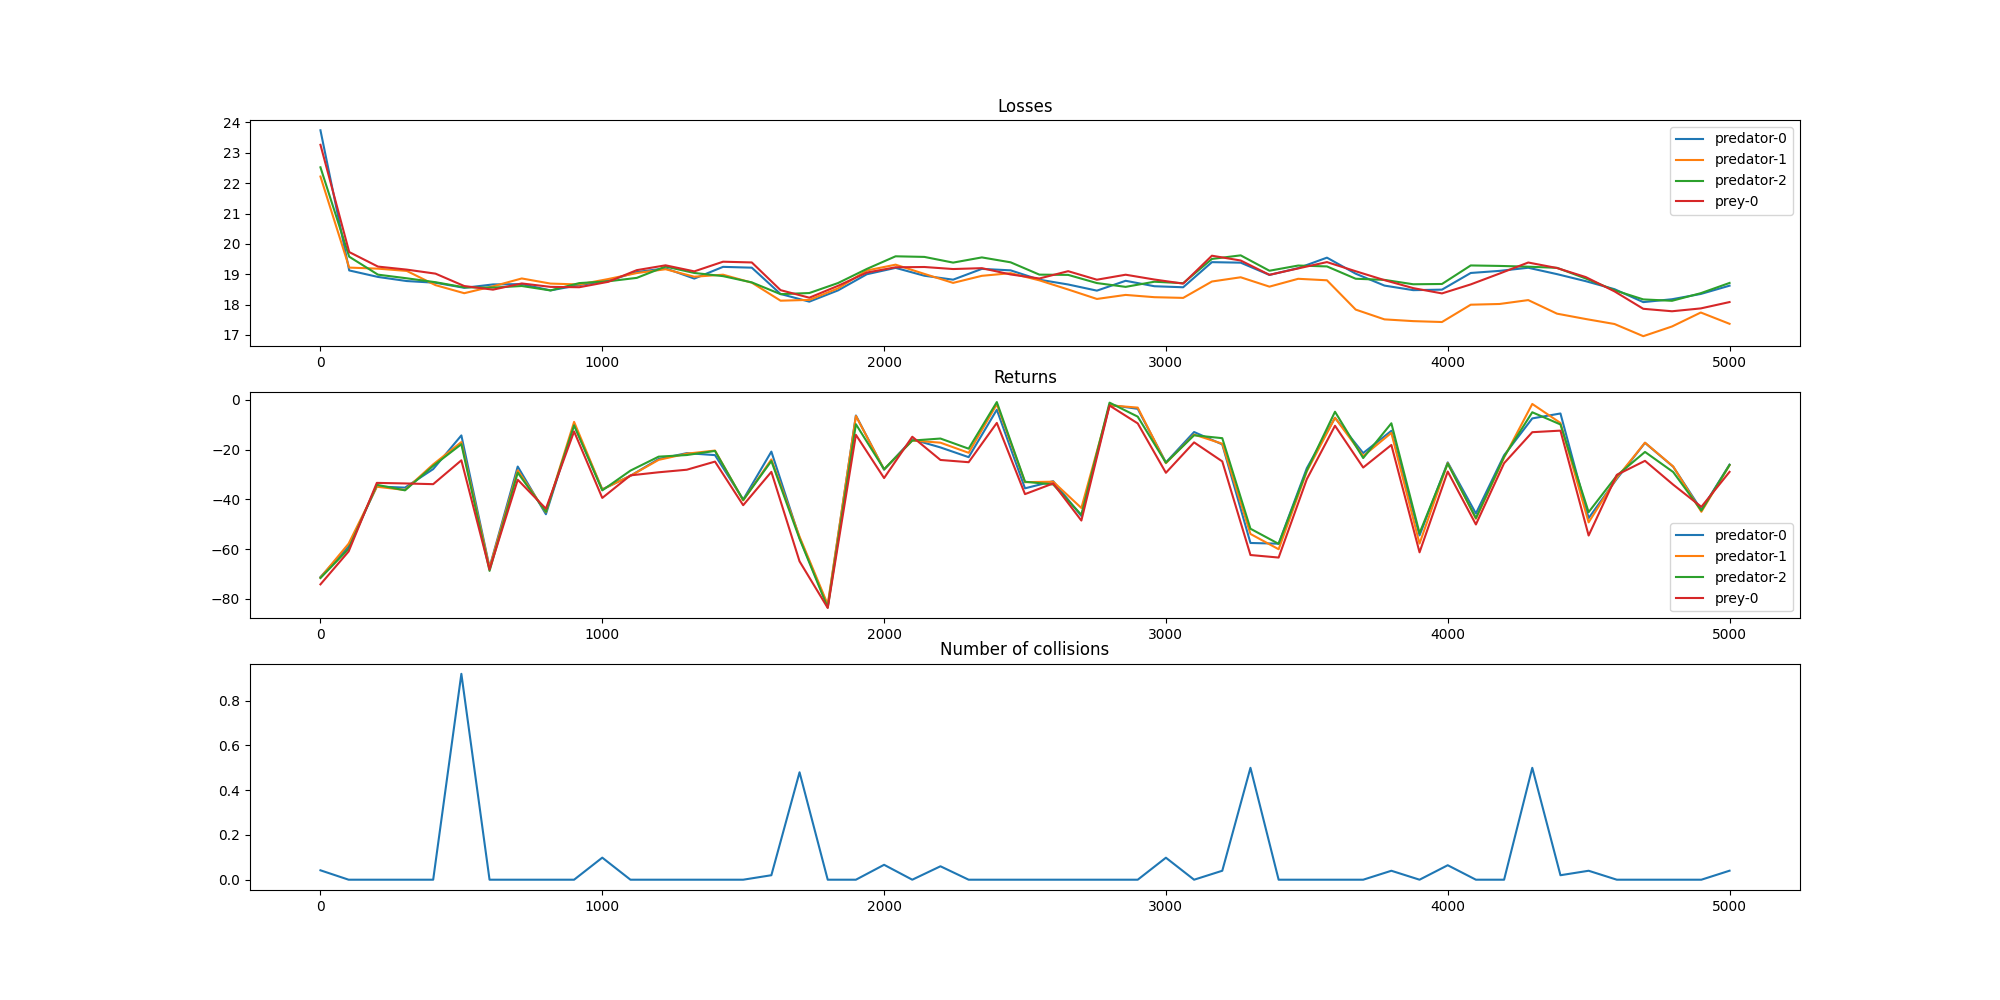 Losses
24
23
22
21
20
19
18
17
predator-0
predator-1
predator-2
prey-0
0 1000 2000 3000 4000 5000
Returns
0
−20
−40
−60
−80
predator-0
predator-1
predator-2
prey-0
0 1000 2000 3000 4000 5000
Number of collisions
0.8
0.6
0.4
0.2
0.0
0 1000 2000 3000 4000 5000